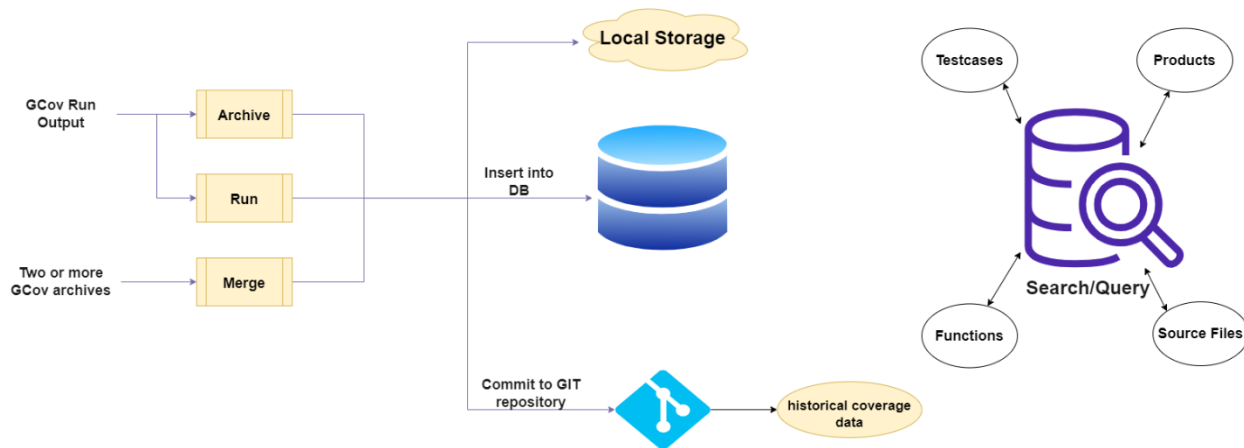 Local Storage
Testcases
Products
GCov Run
Output
Archive
Insert into
DB
Run
Two or more
GCov archives
Merge
Search/Query
Functions
Source Files
Commit to GIT
repository
historical coverage
data